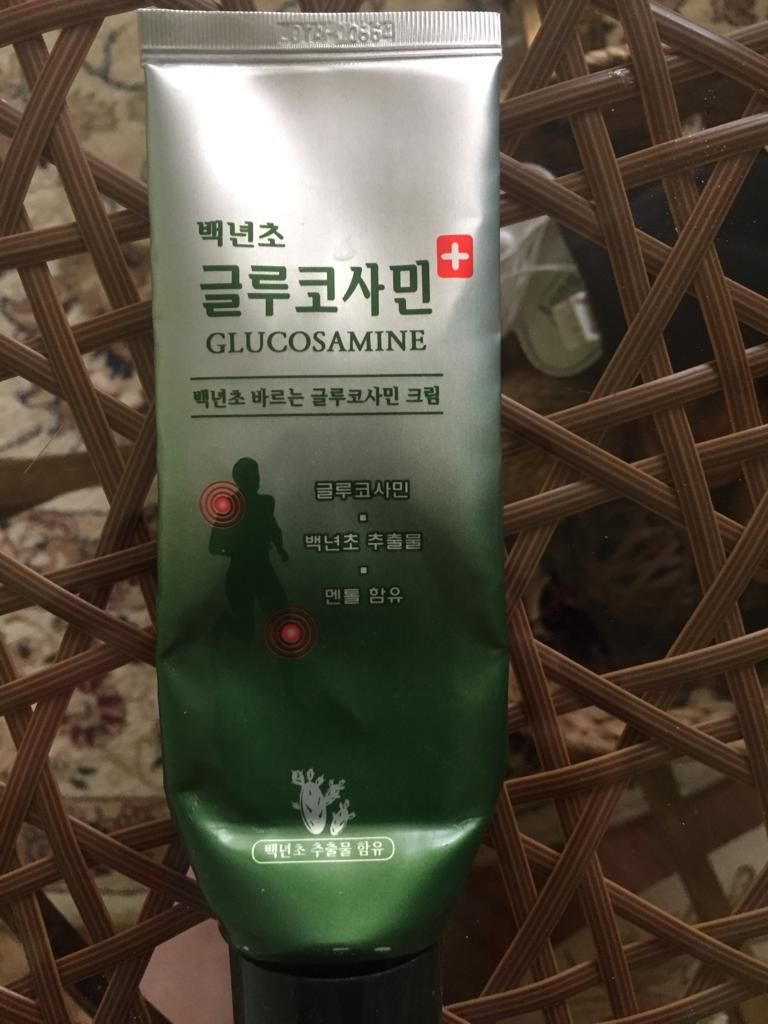 백년초
글루코사민
GLUCOSAMINE
백년초 바르는 글루코사민 크림
글루코사민
백년초 추출물
멘톨 함유
백년초 추출물 함유